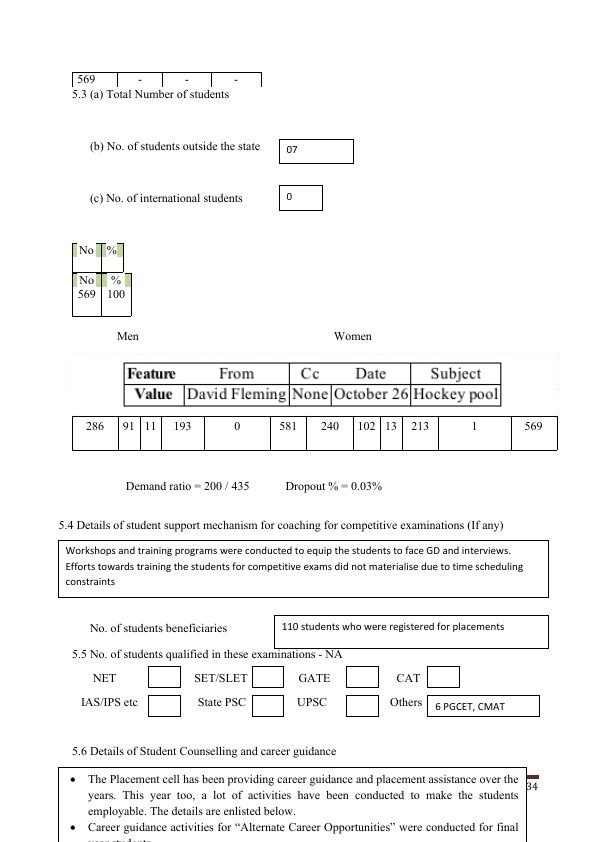 569 - - -
5.3 (a) Total Number of students
(b) No. of students outside the state 07
(c) No. of international students 0
No %
No %
569 100
Men Women
Feature From Cc Date Subject
Value David Fleming None October 26 Hockey pool
286 91 11 193 0 581 240 102 13 213 1 569
Demand ratio = 200 / 435 Dropout % = 0.03%
5.4 Details of student support mechanism for coaching for competitive examinations (If any)
Workshops and training programs were conducted to equip the students to face GD and interviews.
Efforts towards training the students for competitive exams did not materialise due to time scheduling
constraints
No. of students beneficiaries 110 students who were registered for placements
5.5 No. of students qualified in these examinations - NA
NET SET/SLET GATE CAT
IAS/IPS etc State PSC UPSC Others 6 PGCET, CMAT
5.6 Details of Student Counselling and career guidance
34
• The Placement cell has been providing career guidance and placement assistance over the
years. This year too, a lot of activities have been conducted to make the students
employable. The details are enlisted below.
• Career guidance activities for “Alternate Career Opportunities” were conducted for final